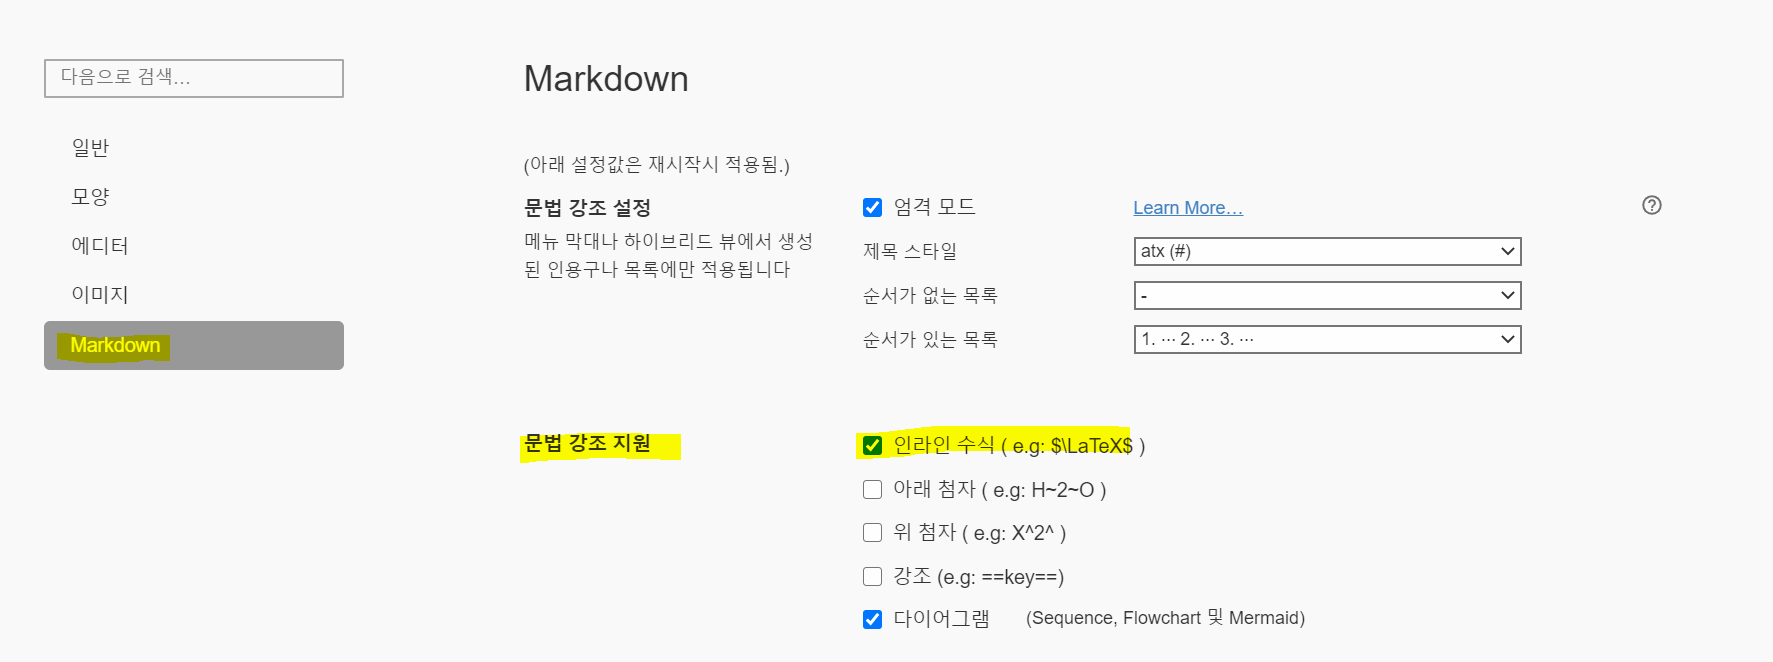 다음으로 검색...
일반
모양
에디터
이미지
Markdown
Markdown
(아래 설정값은 재시작시 적용됨.)
문법 강조 설정
메뉴 막대나 하이브리드 뷰에서 생성
된 인용구나 목록에만 적용됩니다
엄격 모드
Learn More…
제목 스타일
atx (#)
순서가 없는 목록
-
순서가 있는 목록
1. ··· 2. ··· 3. ···
문법 강조 지원
인라인 수식 ( e.g: $\LaTeX$ )
아래 첨자 ( e.g: H~2~O )
위 첨자 ( e.g: X^2^ )
강조 (e.g: ==key==)
다이어그램 (Sequence, Flowchart 및 Mermaid)